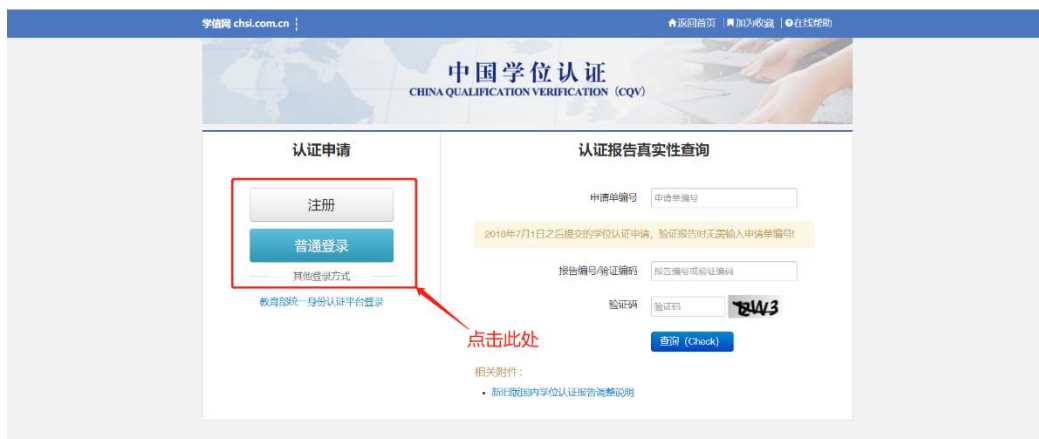 学信网 chsi.com.cn
返回首页 | 加为收藏 | 在线帮助
中国学位认证
CHINA QUALIFICATION VERIFICATION（CQV）
认证申请
注册
普通登录
其他登录方式
教育部统一身份认证平台登录
点击此处
认证报告真实性查询
申请单编号
申请单编号
2018年7月1日之后提交的学位认证申请，验证报告时无需输入申请单编号!
报告编号/验证编码
报告编号或验证编码
验证码
验证码
查询 (Check)
相关附件：
• 新旧版国内学位认证报告调整说明